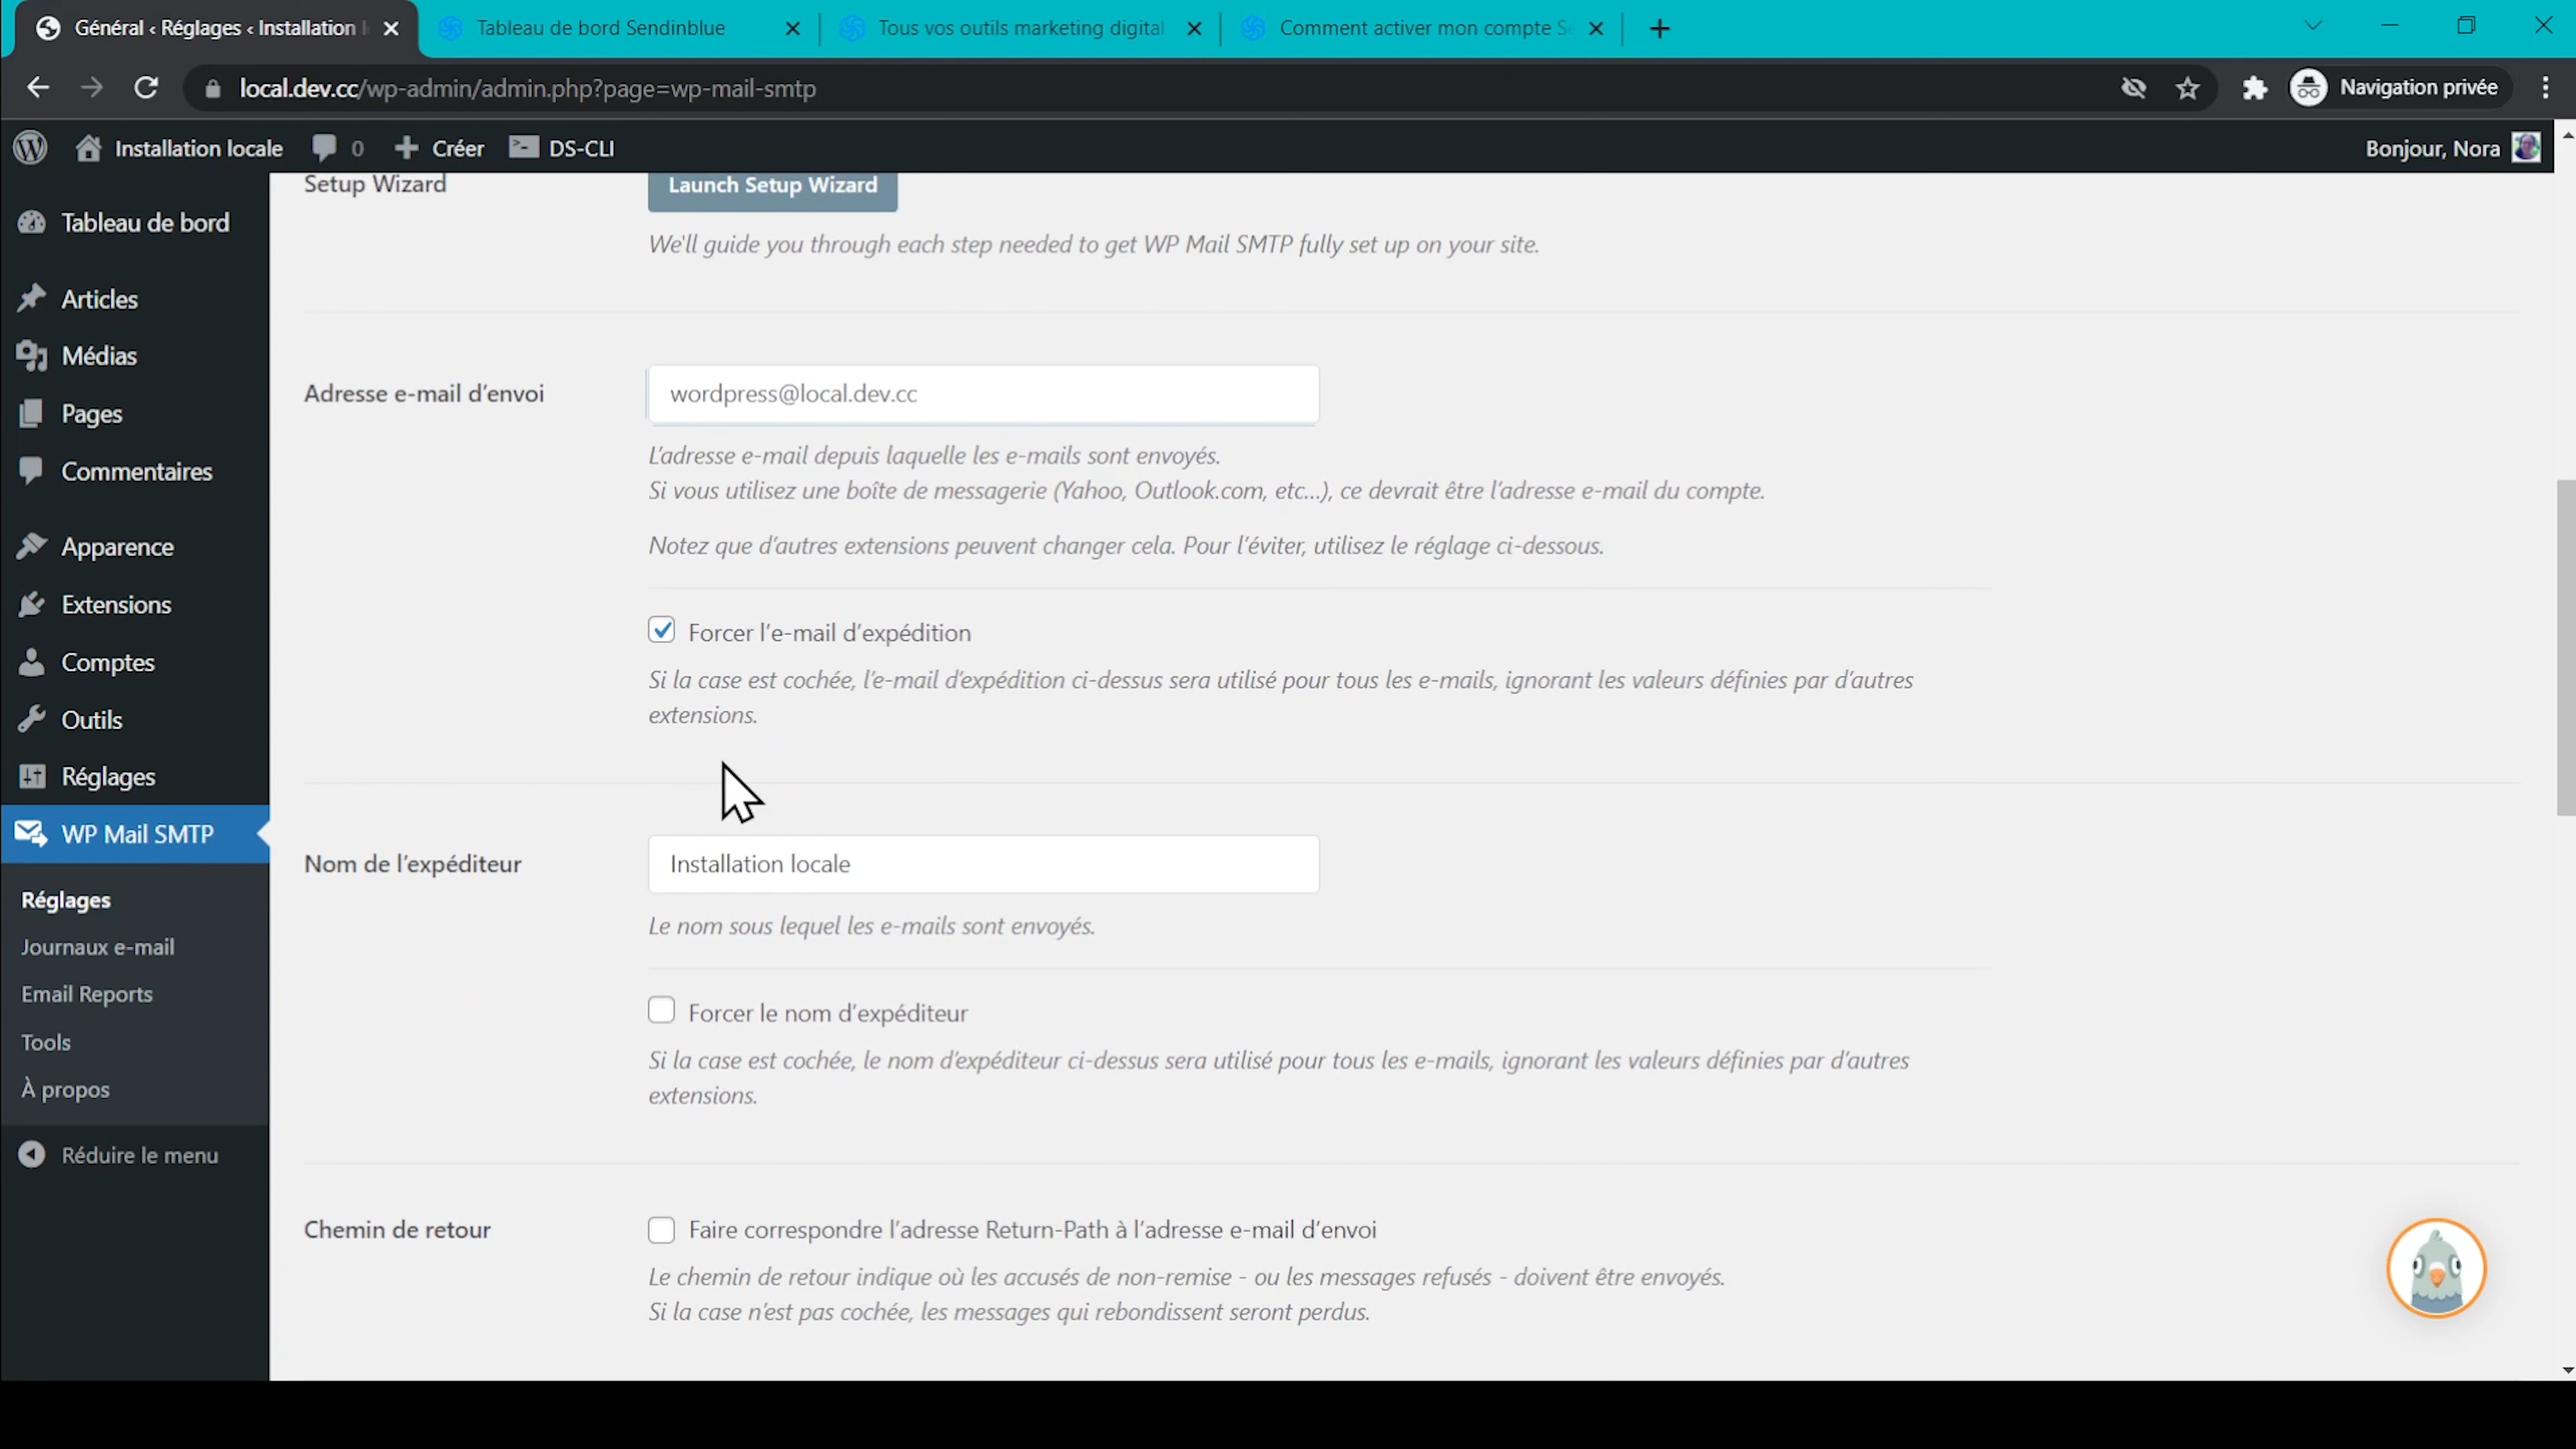 Général ‹ Réglages ‹ Installation
Tableau de bord Sendinblue
Tous vos outils marketing digital
Comment activer mon compte
local.dev.cc/wp-admin/admin.php?page=wp-mail-smtp
Navigation privée
Installation locale
0
Créer
DS-CLI
Bonjour, Nora
Tableau de bord
Articles
Médias
Pages
Commentaires
Apparence
Extensions
Comptes
Outils
Réglages
WP Mail SMTP
Réglages
Journaux e-mail
Email Reports
Tools
À propos
Réduire le menu
Setup Wizard
Launch Setup Wizard
We'll guide you through each step needed to get WP Mail SMTP fully set up on your site.
Adresse e-mail d’envoi
wordpress@local.dev.cc
L’adresse e-mail depuis laquelle les e-mails sont envoyés.
Si vous utilisez une boîte de messagerie (Yahoo, Outlook.com, etc…), ce devrait être l’adresse e-mail du compte.
Notez que d’autres extensions peuvent changer cela. Pour l’éviter, utilisez le réglage ci-dessous.
Forcer l’e-mail d’expédition
Si la case est cochée, l’e-mail d’expédition ci-dessus sera utilisé pour tous les e-mails, ignorant les valeurs définies par d’autres
extensions.
Nom de l’expéditeur
Installation locale
Le nom sous lequel les e-mails sont envoyés.
Forcer le nom d’expéditeur
Si la case est cochée, le nom d’expéditeur ci-dessus sera utilisé pour tous les e-mails, ignorant les valeurs définies par d’autres
extensions.
Chemin de retour
Faire correspondre l’adresse Return-Path à l’adresse e-mail d’envoi
Le chemin de retour indique où les accusés de non-remise - ou les messages refusés - doivent être envoyés.
Si la case n’est pas cochée, les messages qui rebondissent seront perdus.